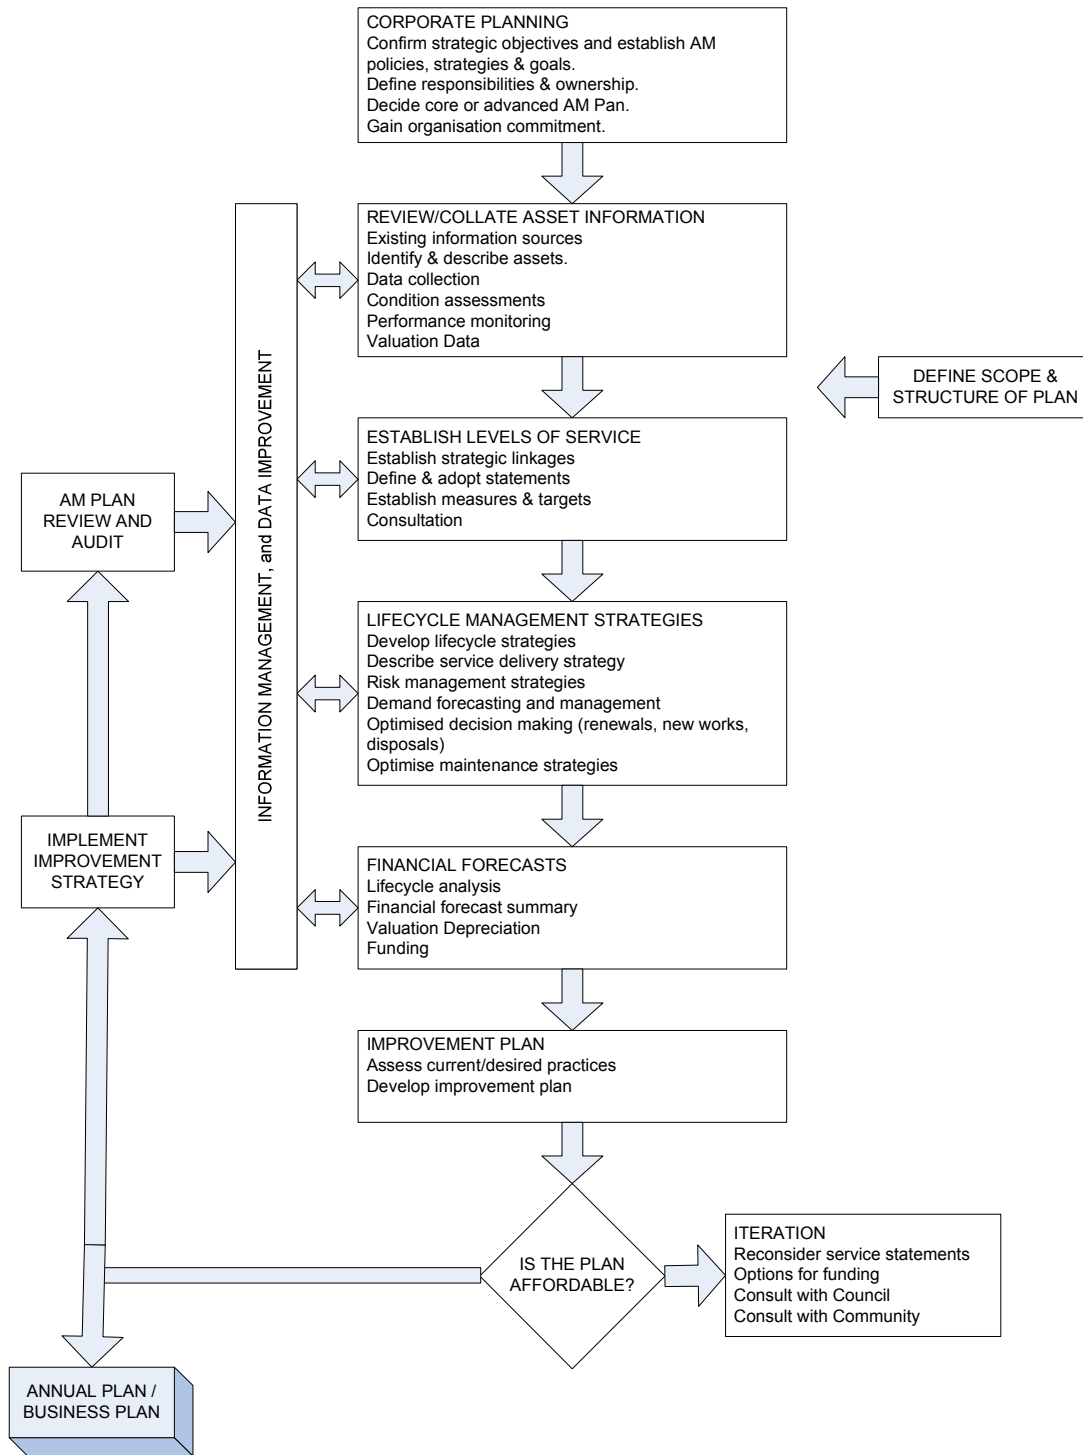 CORPORATE PLANNING
Confirm strategic objectives and establish AM
policies, strategies & goals.
Define responsibilities & ownership.
Decide core or advanced AM Pan.
Gain organisation commitment.
REVIEW/COLLATE ASSET INFORMATION
Existing information sources
Identify & describe assets.
Data collection
Condition assessments
Performance monitoring
Valuation Data
DEFINE SCOPE &
STRUCTURE OF PLAN
INFORMATION MANAGEMENT, and DATA IMPROVEMENT
ESTABLISH LEVELS OF SERVICE
Establish strategic linkages
Define & adopt statements
Establish measures & targets
Consultation
AM PLAN
REVIEW AND
AUDIT
LIFECYCLE MANAGEMENT STRATEGIES
Develop lifecycle strategies
Describe service delivery strategy
Risk management strategies
Demand forecasting and management
Optimised decision making (renewals, new works,
disposals)
Optimise maintenance strategies
IMPLEMENT
IMPROVEMENT
STRATEGY
FINANCIAL FORECASTS
Lifecycle analysis
Financial forecast summary
Valuation Depreciation
Funding
IMPROVEMENT PLAN
Assess current/desired practices
Develop improvement plan
IS THE PLAN
AFFORDABLE?
ITERATION
Reconsider service statements
Options for funding
Consult with Council
Consult with Community
ANNUAL PLAN /
BUSINESS PLAN